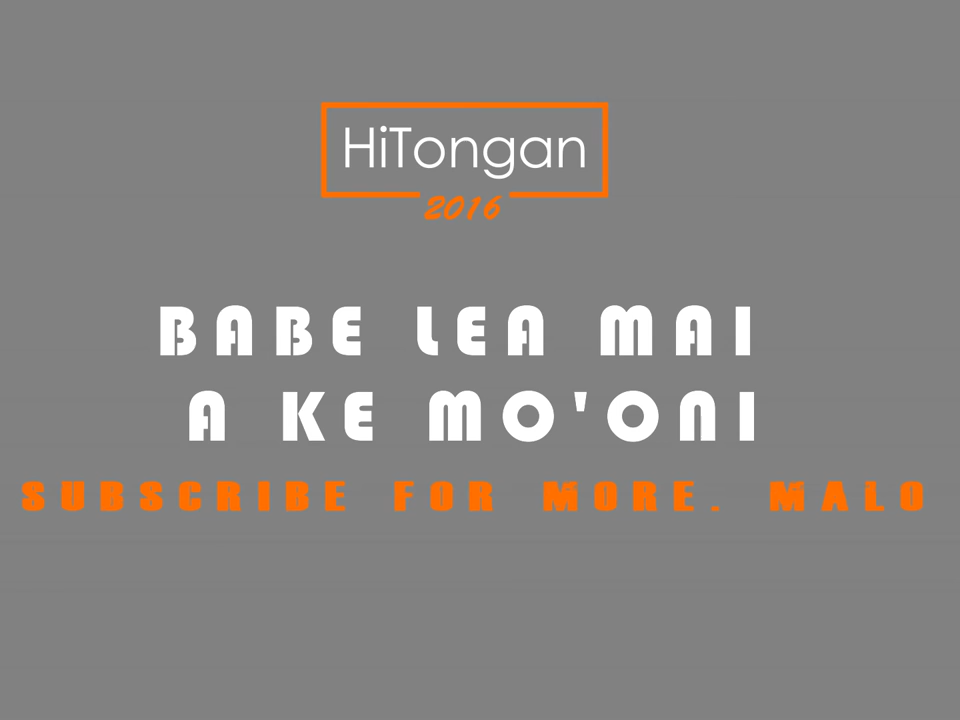 HiTongan
2016
BABE LEA MAI
A KE MO'ONI
SUBSCRIBE FOR MORE. MALO